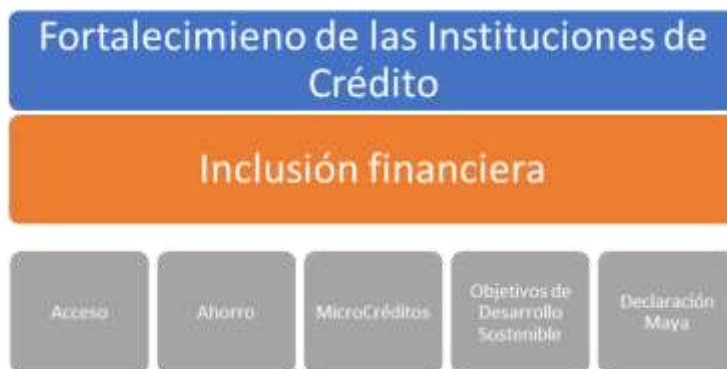 Fortalecimieno de las Instituciones de
Crédito
Inclusión financiera
Acceso
Ahorro
MicroCréditos
Objetivos de
Desarrollo
Sostenible
Declaración
Maya